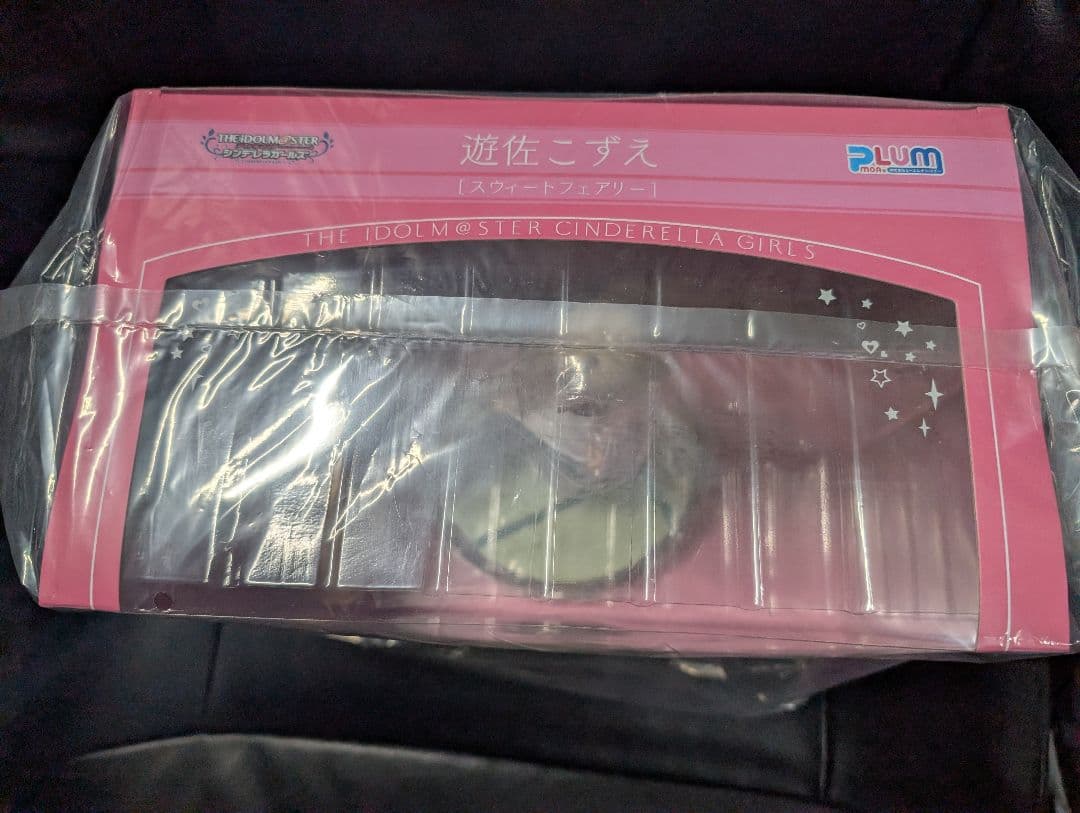 THE iDOLM@STER
シンデレラガールズ
遊佐こずえ
[スウィートフェアリー]
PLUM
PMOA
THE IDOLM@STER CINDERELLA GIRLS